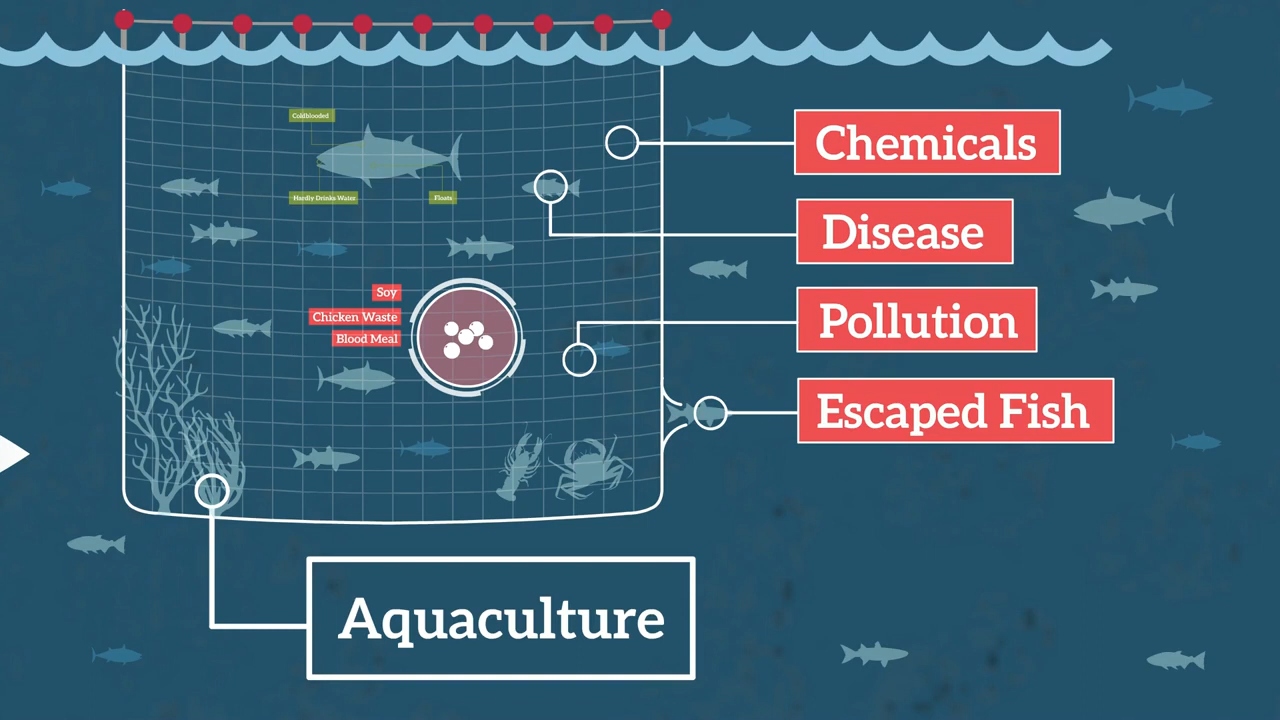 Coldblooded
Hardly Drinks Water
Floats
Soy
Chicken Waste
Blood Meal
Chemicals
Disease
Pollution
Escaped Fish
Aquaculture